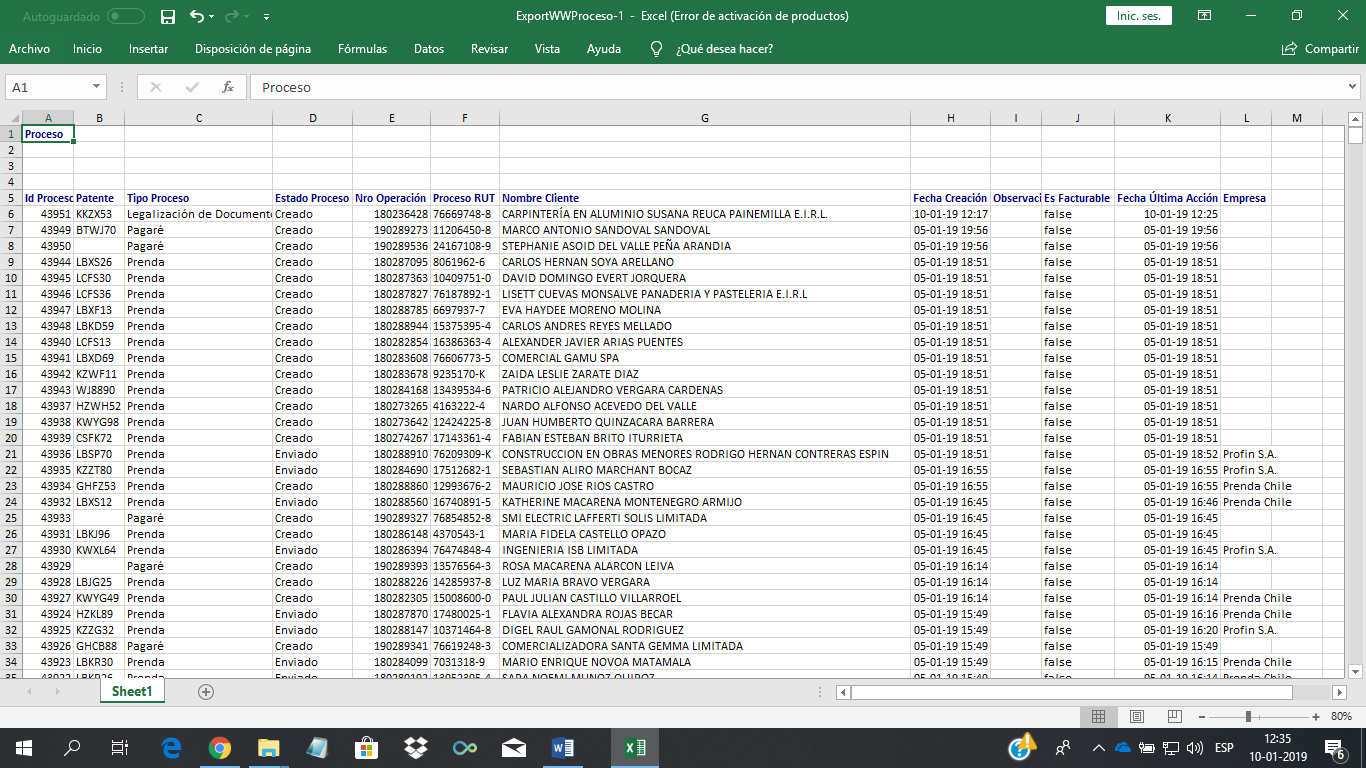 Autoguardado
ExportWWProceso-1 - Excel (Error de activación de productos)
Inic. ses.
Archivo Inicio Insertar Disposición de página Fórmulas Datos Revisar Vista Ayuda ¿Qué desea hacer? Compartir
A1 fx Proceso
A B C D E F G H I J K L M
1 Proceso
2
3
4
5 Id Proceso Patente Tipo Proceso Estado Proceso Nro Operación Proceso RUT Nombre Cliente Fecha Creación Observaci Es Facturable Fecha Última Acción Empresa
6 43951 KKZX53 Legalización de Document Creado 180236428 76669748-8 CARPINTERÍA EN ALUMINIO SUSANA REUCA PAINEMILLA E.I.R.L. 10-01-19 12:17 false 10-01-19 12:25
7 43949 BTWJ70 Pagaré Creado 190289273 11206450-8 MARCO ANTONIO SANDOVAL SANDOVAL 05-01-19 19:56 false 05-01-19 19:56
8 43950 Pagaré Creado 190289536 24167108-9 STEPHANIE ASOID DEL VALLE PEÑA ARANDIA 05-01-19 19:56 false 05-01-19 19:56
9 43944 LBXS26 Prenda Creado 180287095 8061962-6 CARLOS HERNAN SOYA ARELLANO 05-01-19 18:51 false 05-01-19 18:51
10 43945 LCFS30 Prenda Creado 180287363 10409751-0 DAVID DOMINGO EVERT JORQUERA 05-01-19 18:51 false 05-01-19 18:51
11 43946 LCFS36 Prenda Creado 180287827 76187892-1 LISETT CUEVAS MONSALVE PANADERIA Y PASTELERIA E.I.R.L 05-01-19 18:51 false 05-01-19 18:51
12 43947 LBXF13 Prenda Creado 180288785 6697937-7 EVA HAYDEE MORENO MOLINA 05-01-19 18:51 false 05-01-19 18:51
13 43948 LBKD59 Prenda Creado 180288944 15375395-4 CARLOS ANDRES REYES MELLADO 05-01-19 18:51 false 05-01-19 18:51
14 43940 LCFS13 Prenda Creado 180282854 16386363-4 ALEXANDER JAVIER ARIAS PUENTES 05-01-19 18:51 false 05-01-19 18:51
15 43941 LBXD69 Prenda Creado 180283608 76606773-5 COMERCIAL GAMU SPA 05-01-19 18:51 false 05-01-19 18:51
16 43942 KZWF11 Prenda Creado 180283678 9235170-K ZAIDA LESLIE ZARATE DIAZ 05-01-19 18:51 false 05-01-19 18:51
17 43943 WJ8890 Prenda Creado 180284168 13439534-6 PATRICIO ALEJANDRO VERGARA CARDENAS 05-01-19 18:51 false 05-01-19 18:51
18 43937 HZWH52 Prenda Creado 180273265 4163222-4 NARDO ALFONSO ACEVEDO DEL VALLE 05-01-19 18:51 false 05-01-19 18:51
19 43938 KWYG98 Prenda Creado 180273642 12424225-8 JUAN HUMBERTO QUINZACARA BARRERA 05-01-19 18:51 false 05-01-19 18:51
20 43939 CSFK72 Prenda Creado 180274267 17143361-4 FABIAN ESTEBAN BRITO ITURRIETA 05-01-19 18:51 false 05-01-19 18:51
21 43936 LBSP70 Prenda Enviado 180288910 76209309-K CONSTRUCCION EN OBRAS MENORES RODRIGO HERNAN CONTRERAS ESPIN 05-01-19 18:51 false 05-01-19 18:52 Profin S.A.
22 43935 KZZT80 Prenda Enviado 180284690 17512682-1 SEBASTIAN ALIRO MARCHANT BOCAZ 05-01-19 16:55 false 05-01-19 16:55 Profin S.A.
23 43934 GHFZ53 Prenda Creado 180288860 12993676-2 MAURICIO JOSE RIOS CASTRO 05-01-19 16:55 false 05-01-19 16:55 Prenda Chile
24 43932 LBXS12 Prenda Enviado 180288560 16740891-5 KATHERINE MACARENA MONTENEGRO ARMIJO 05-01-19 16:45 false 05-01-19 16:46 Prenda Chile
25 43933 Pagaré Creado 190289327 76854852-8 SMI ELECTRIC LAFFERTI SOLIS LIMITADA 05-01-19 16:45 false 05-01-19 16:45
26 43931 LBKJ96 Prenda Creado 180286148 4370543-1 MARIA FIDELA CASTELLO OPAZO 05-01-19 16:45 false 05-01-19 16:45
27 43930 KWXL64 Prenda Enviado 180286394 76474848-4 INGENIERIA ISB LIMITADA 05-01-19 16:45 false 05-01-19 16:45 Profin S.A.
28 43929 Pagaré Creado 190289393 13576564-3 ROSA MACARENA ALARCON LEIVA 05-01-19 16:14 false 05-01-19 16:14
29 43928 LBJG25 Prenda Creado 180288226 14285937-8 LUZ MARIA BRAVO VERGARA 05-01-19 16:14 false 05-01-19 16:14
30 43927 KWYG49 Prenda Creado 180282305 15008600-0 PAUL JULIAN CASTILLO VILLARROEL 05-01-19 16:14 false 05-01-19 16:14 Prenda Chile
31 43924 HZKL89 Prenda Enviado 180287870 17480025-1 FLAVIA ALEXANDRA ROJAS BECAR 05-01-19 15:49 false 05-01-19 16:16 Prenda Chile
32 43925 KZZG32 Prenda Enviado 180288147 10371464-8 DIGEL RAUL GAMONAL RODRIGUEZ 05-01-19 15:49 false 05-01-19 16:20 Profin S.A.
33 43926 GHCB88 Pagaré Creado 190289341 76619248-3 COMERCIALIZADORA SANTA GEMMA LIMITADA 05-01-19 15:49 false 05-01-19 15:49
34 43923 LBKR30 Prenda Enviado 180284099 7031318-9 MARIO ENRIQUE NOVOA MATAMALA 05-01-19 15:49 false 05-01-19 16:15 Prenda Chile
Sheet1
80%
ESP
12:35
10-01-2019
6